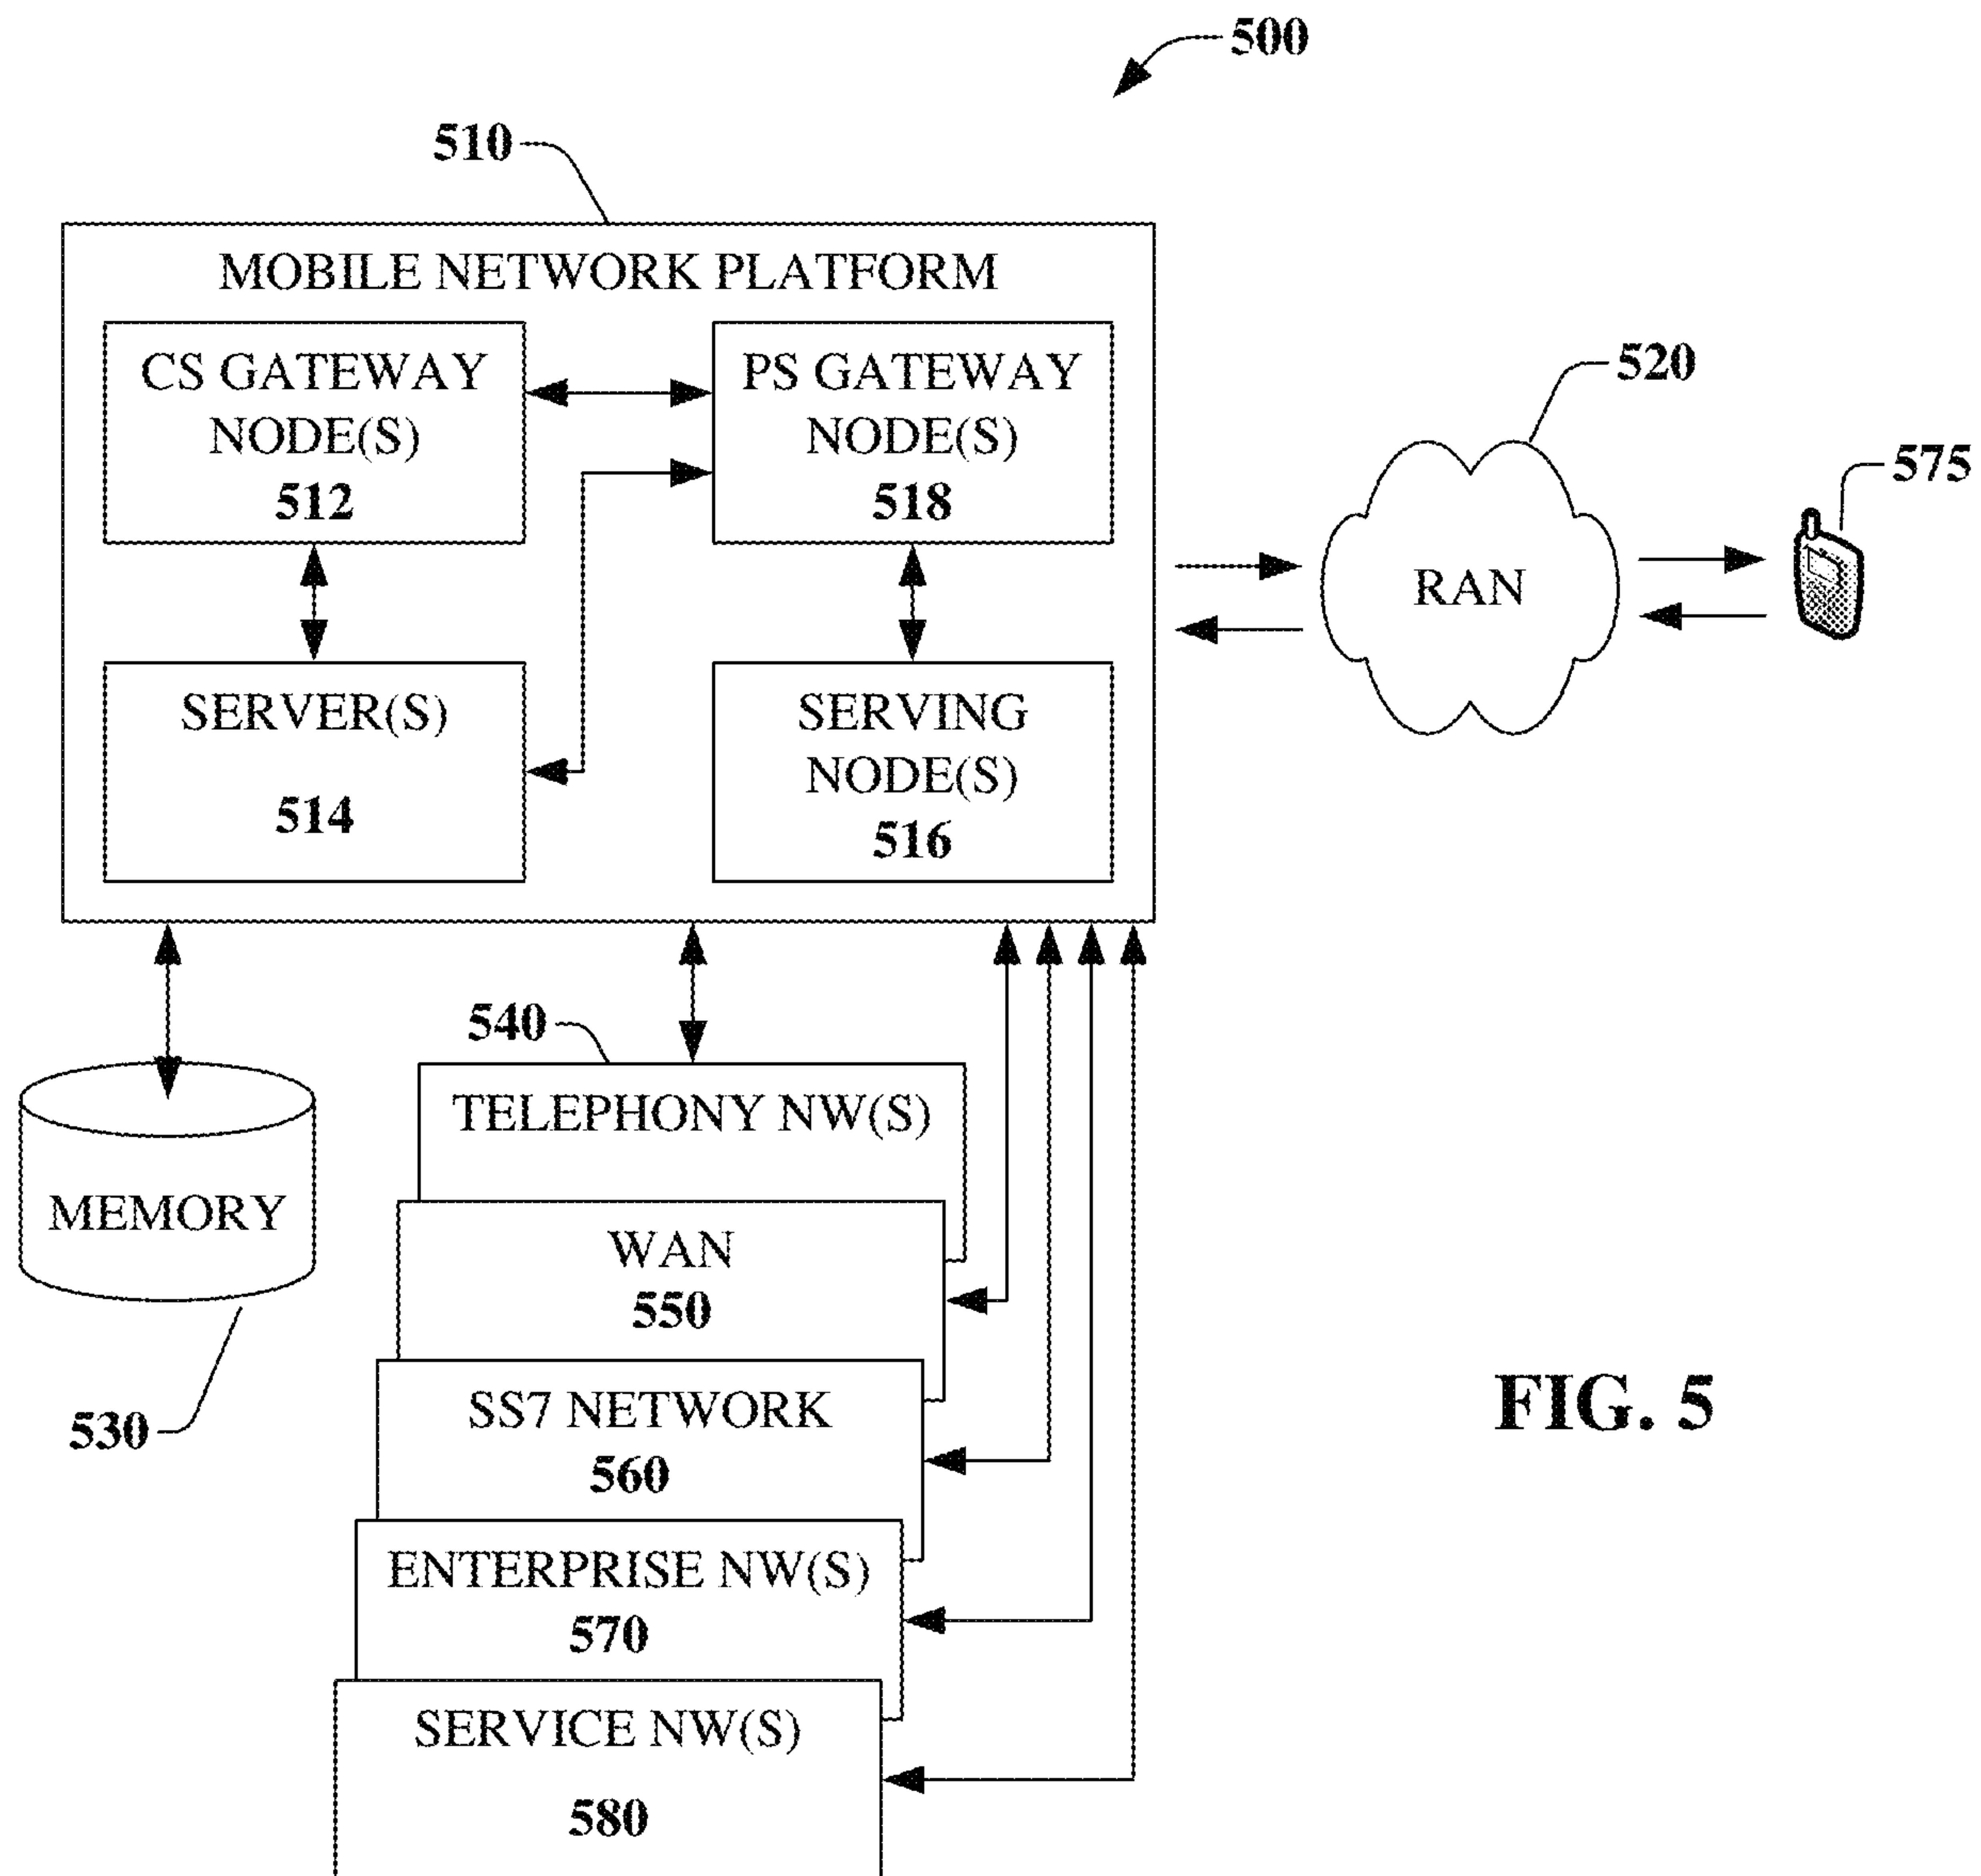 500
510
MOBILE NETWORK PLATFORM
CS GATEWAY
NODE(S)
512
PS GATEWAY
NODE(S)
518
SERVER(S)
514
SERVING
NODE(S)
516
520
RAN
575
540
TELEPHONY NW(S)
MEMORY
530
WAN
550
SS7 NETWORK
560
ENTERPRISE NW(S)
570
SERVICE NW(S)
580
FIG. 5